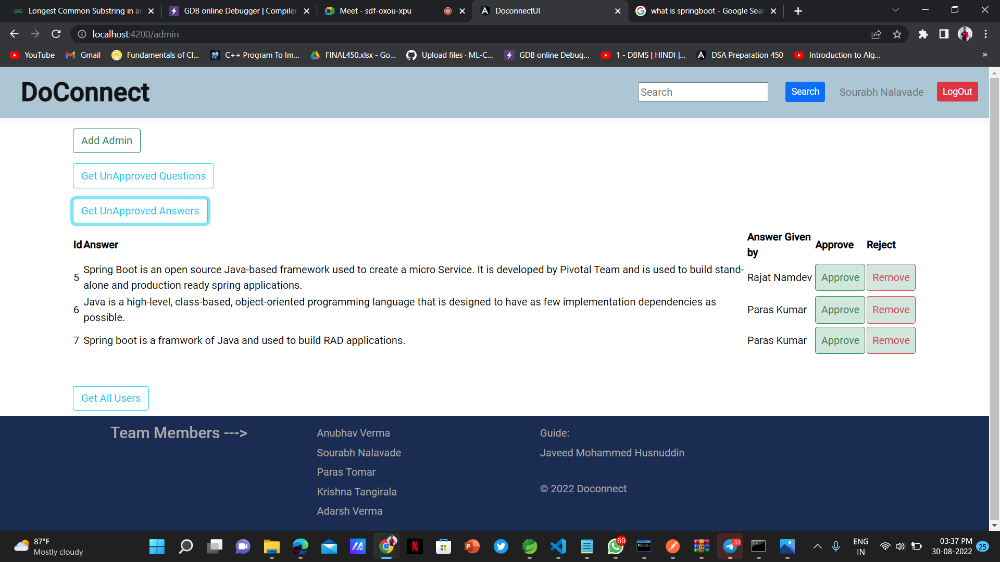 Longest Common Substring in an
GDB online Debugger | Compiler
Meet - sdf-oxou-xpu
DoconnectUI
what is springboot - Google Sear
localhost:4200/admin
YouTube
Gmail
Fundamentals of Cl...
C++ Program To Im...
FINAL450.xlsx - Go...
Upload files · ML-C...
GDB online Debug...
1 - DBMS | HINDI |...
DSA Preparation 450
Introduction to Alg...
»
DoConnect
Search
Search
Sourabh Nalavade
LogOut
Add Admin
Get UnApproved Questions
Get UnApproved Answers
Id Answer
Answer Given
by
Approve
Reject
5
Spring Boot is an open source Java-based framework used to create a micro Service. It is developed by Pivotal Team and is used to build stand-
alone and production ready spring applications.
Rajat Namdev
Approve
Remove
6
Java is a high-level, class-based, object-oriented programming language that is designed to have as few implementation dependencies as
possible.
Paras Kumar
Approve
Remove
7 Spring boot is a framwork of Java and used to build RAD applications.
Paras Kumar
Approve
Remove
Get All Users
Team Members --->
Anubhav Verma
Sourabh Nalavade
Paras Tomar
Krishna Tangirala
Adarsh Verma
Guide:
Javeed Mohammed Husnuddin
© 2022 Doconnect
87°F
Mostly cloudy
69
MySQL
..51
ENG
IN
03:37 PM
30-08-2022
25